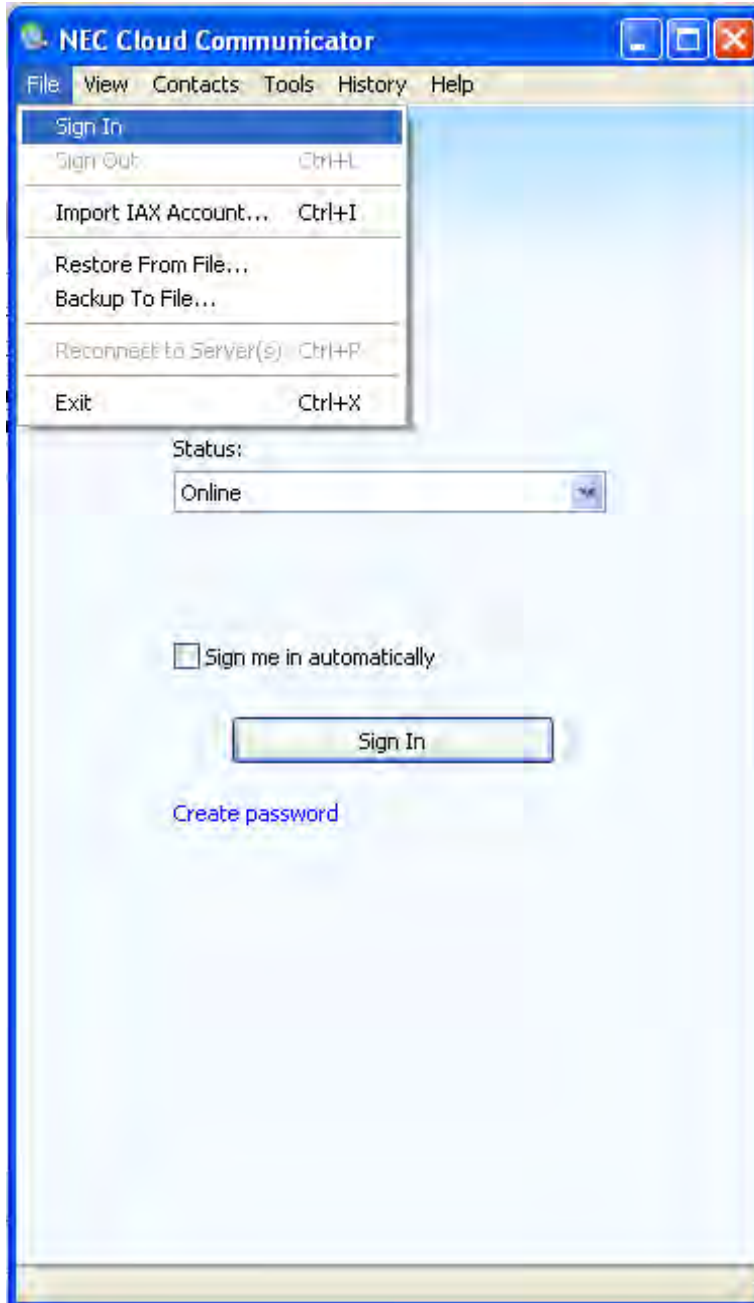 NEC Cloud Communicator
File View Contacts Tools History Help
Sign In
Sign Out Ctrl+L
Import IAX Account... Ctrl+I
Restore From File...
Backup To File...
Reconnect to Server(s) Ctrl+R
Exit Ctrl+X
Status:
Online
Sign me in automatically
Sign In
Create password